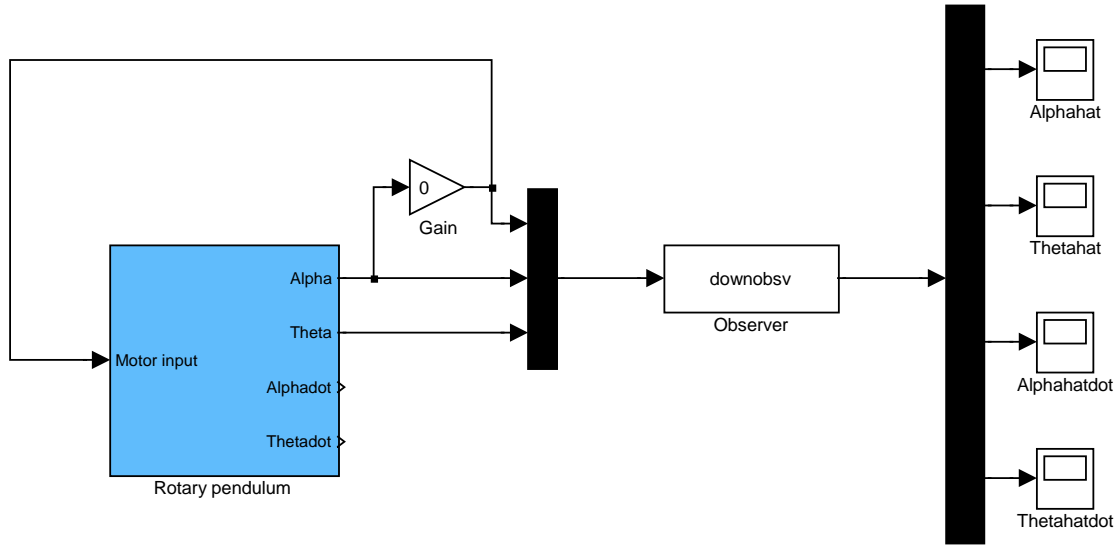 0
Gain
Alpha
Theta
Motor input
Alphadot
Thetadot
Rotary pendulum
downobsv
Observer
Alphahat
Thetahat
Alphahatdot
Thetahatdot